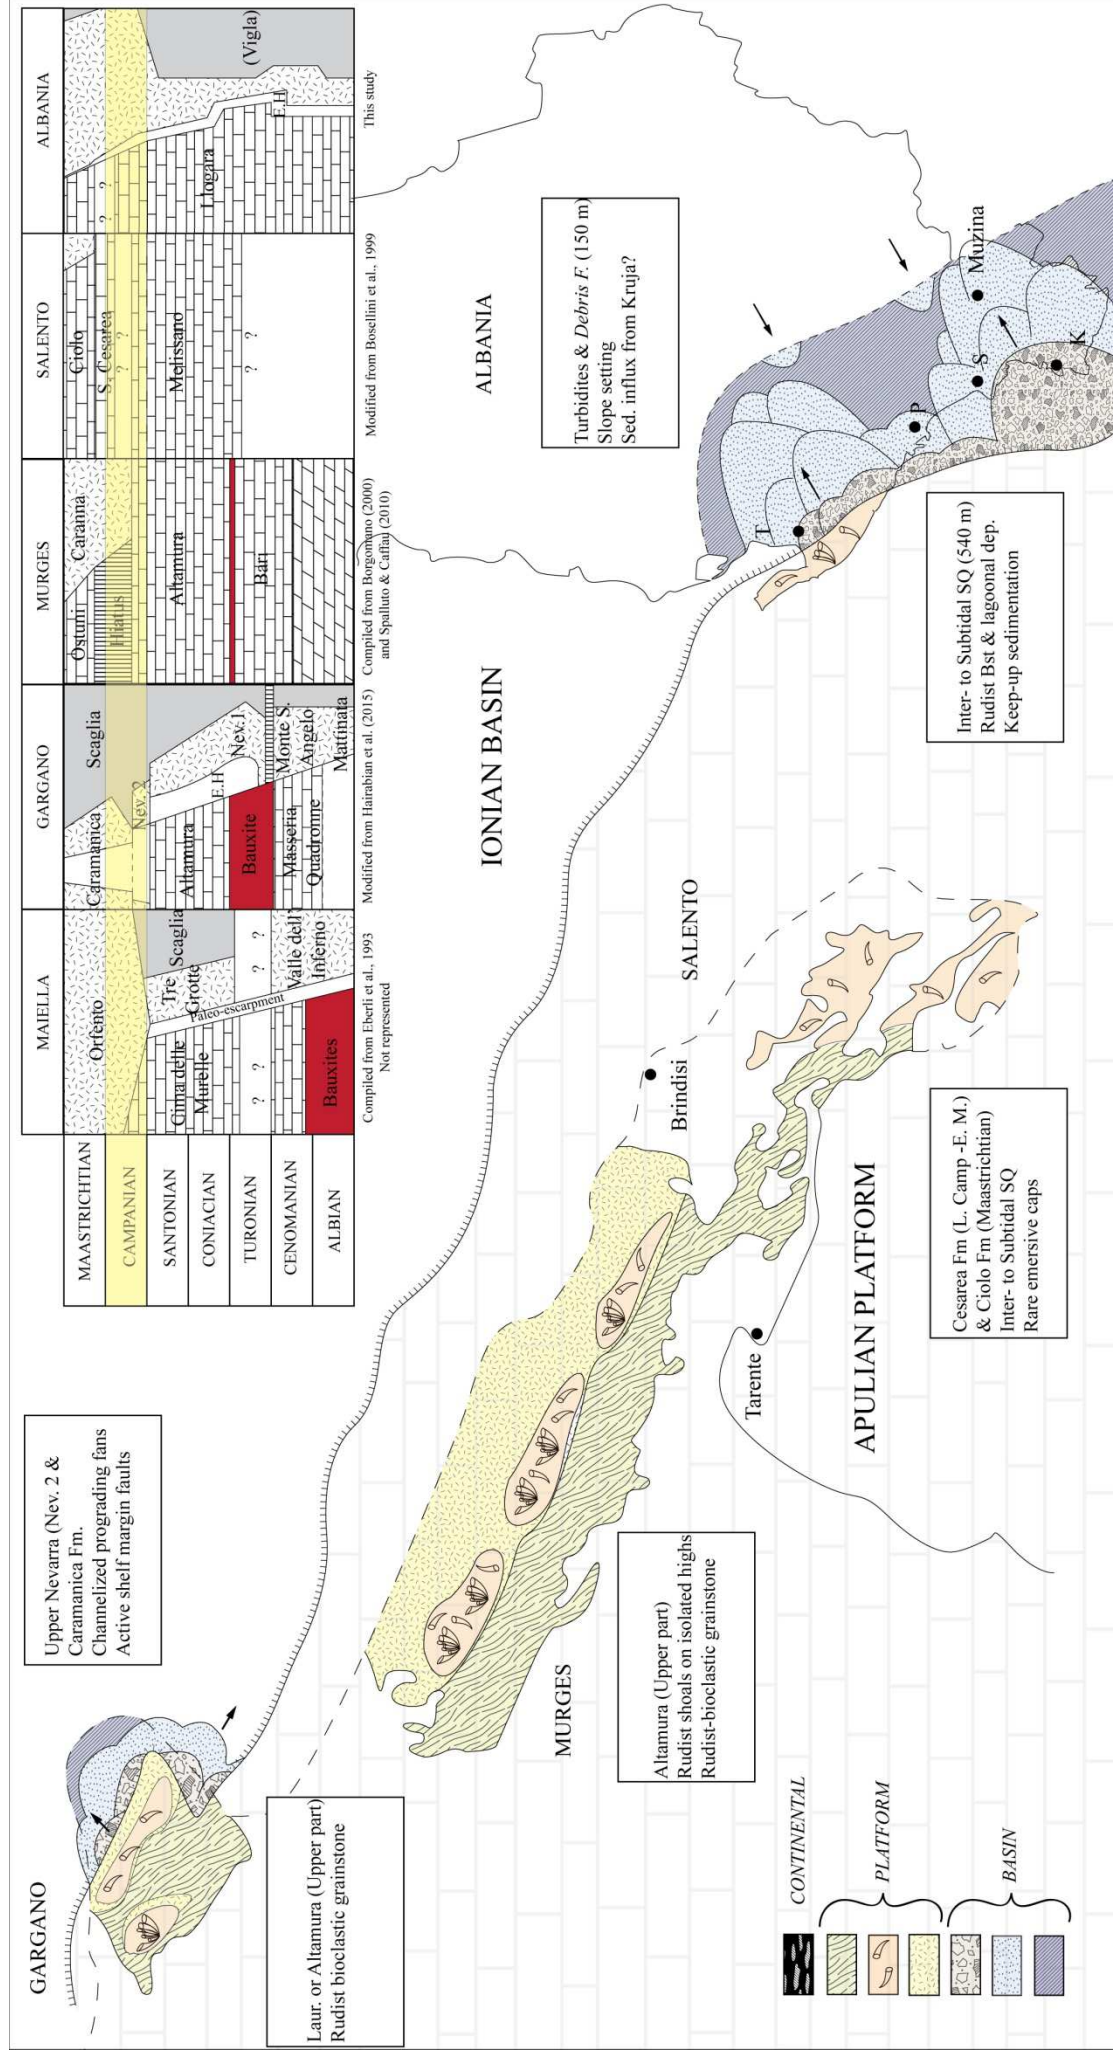 MAIELLA
GARGANO
MURGES
SALENTO
ALBANIA
MAASTRICHTIAN
CAMPANIAN
SANTONIAN
CONIACIAN
TURONIAN
CENOMANIAN
ALBIAN
Orfento
Cima delle
Murelle
Tre
Grotte
Scaglia
Paleo-escarpment
? ?
? ?
Valle dell'
Inferno
Bauxites
Compiled from Eberli et al., 1993
Not represented
Caramanica
Scaglia
Nev. 2
Altamura
E.H
Nev.1
Bauxite
Masseria
Quadronne
Monte S.
Angelo
Mattinata
Modified from Hairabian et al. (2015)
Ostuni
Caranna
Hiatus
Altamura
Bari
Compiled from Borgomano (2000)
and Spalluto & Caffau (2010)
Ciolo
S. Cesarea
? ?
Melissano
? ?
Modified from Bosellini et al., 1999
? ?
Llogara
E.H
(Vigla)
This study
GARGANO
Upper Nevarra (Nev. 2 &
Caramanica Fm.
Channelized prograding fans
Active shelf margin faults
Laur. or Altamura (Upper part)
Rudist bioclastic grainstone
IONIAN BASIN
ALBANIA
Turbidites & Debris F. (150 m)
Slope setting
Sed. influx from Kruja?
T
P
S
Muzina
K
Inter- to Subtidal SQ (540 m)
Rudist Bst & lagoonal dep.
Keep-up sedimentation
MURGES
Altamura (Upper part)
Rudist shoals on isolated highs
Rudist-bioclastic grainstone
Brindisi
SALENTO
Tarente
APULIAN PLATFORM
Cesarea Fm (L. Camp -E. M.)
& Ciolo Fm (Maastrichtian)
Inter- to Subtidal SQ
Rare emersive caps
CONTINENTAL
PLATFORM
BASIN